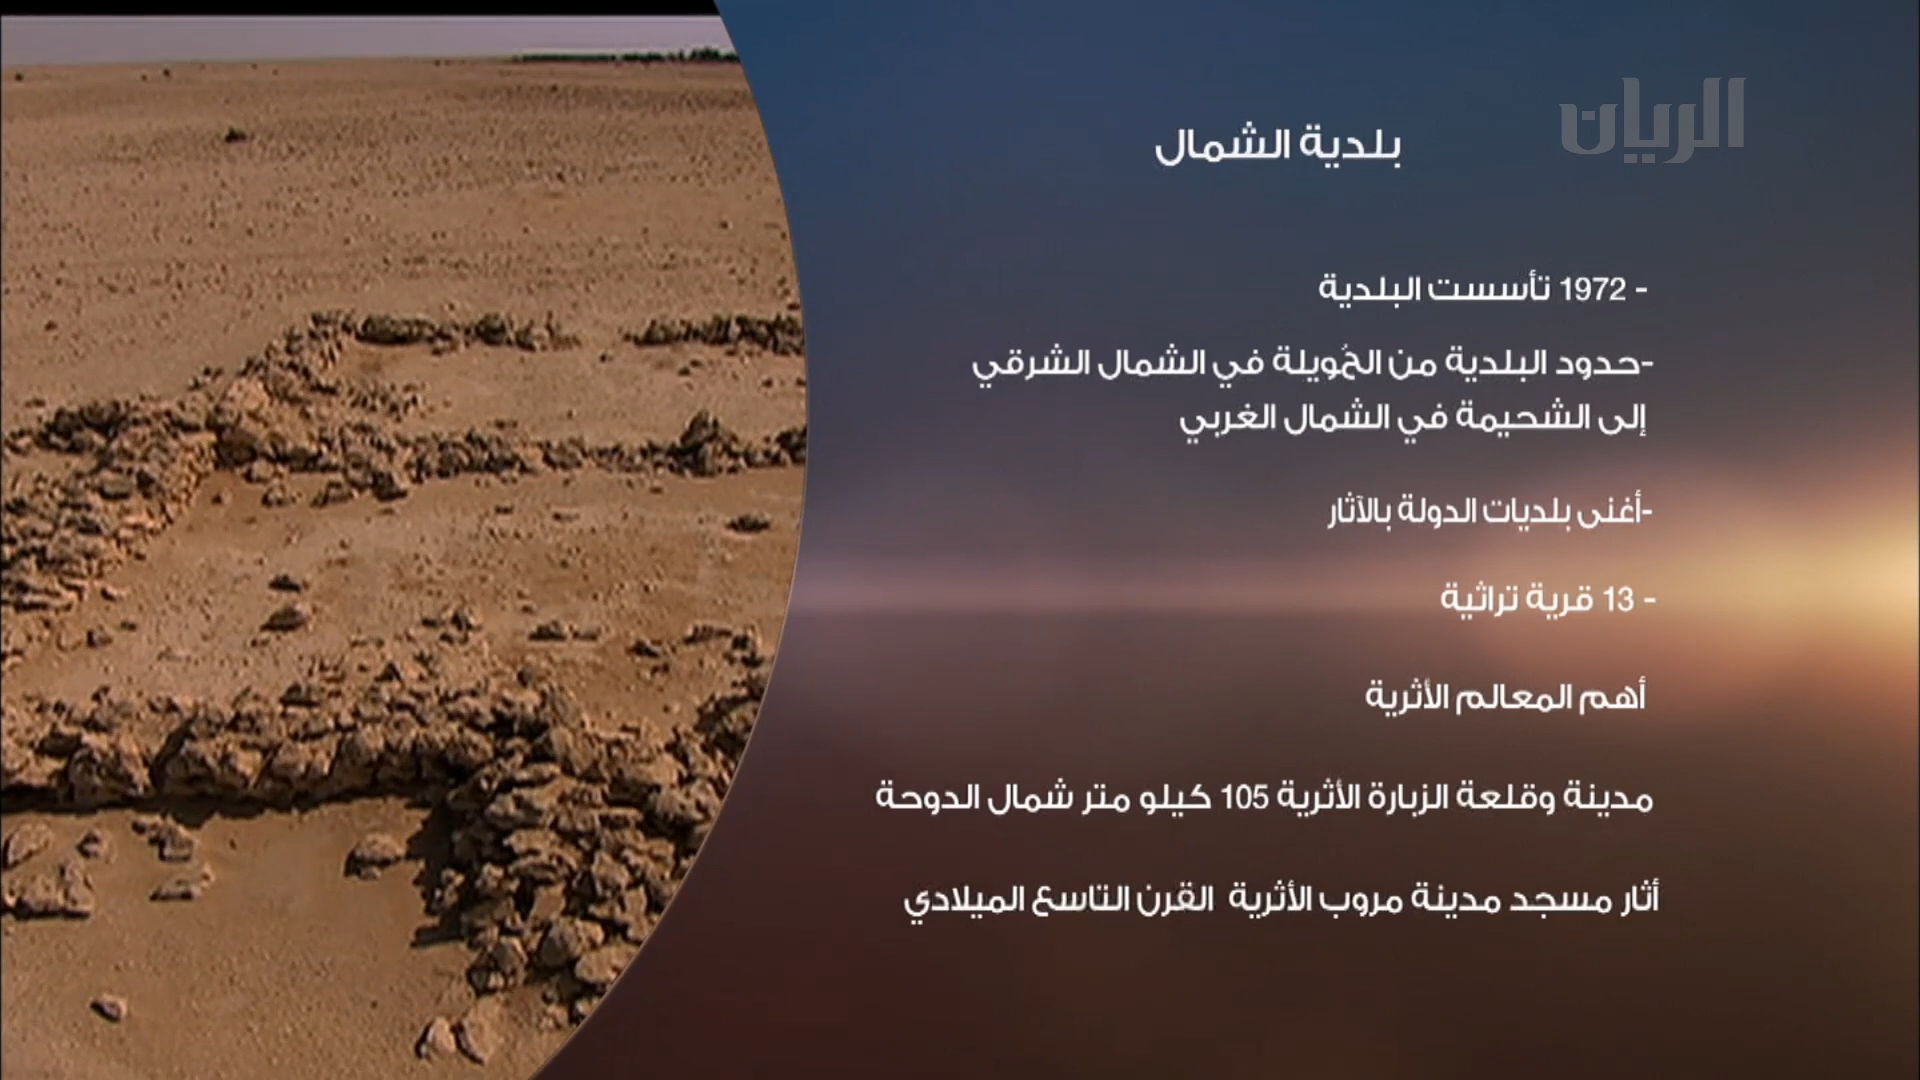 الريان
بلدية الشمال
- 1972 تأسست البلدية
-حدود البلدية من الحُويلة في الشمال الشرقي
إلى الشحيمة في الشمال الغربي
-أغنى بلديات الدولة بالآثار
- 13 قرية تراثية
أهم المعالم الأثرية
مدينة وقلعة الزبارة الأثرية 105 كيلو متر شمال الدوحة
أثار مسجد مدينة مروب الأثرية القرن التاسع الميلادي